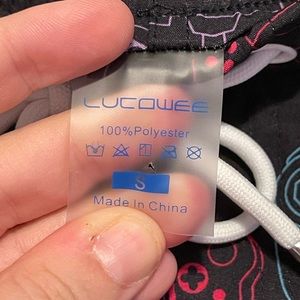 LUCOWEE
100%Polyester
S
Made In China